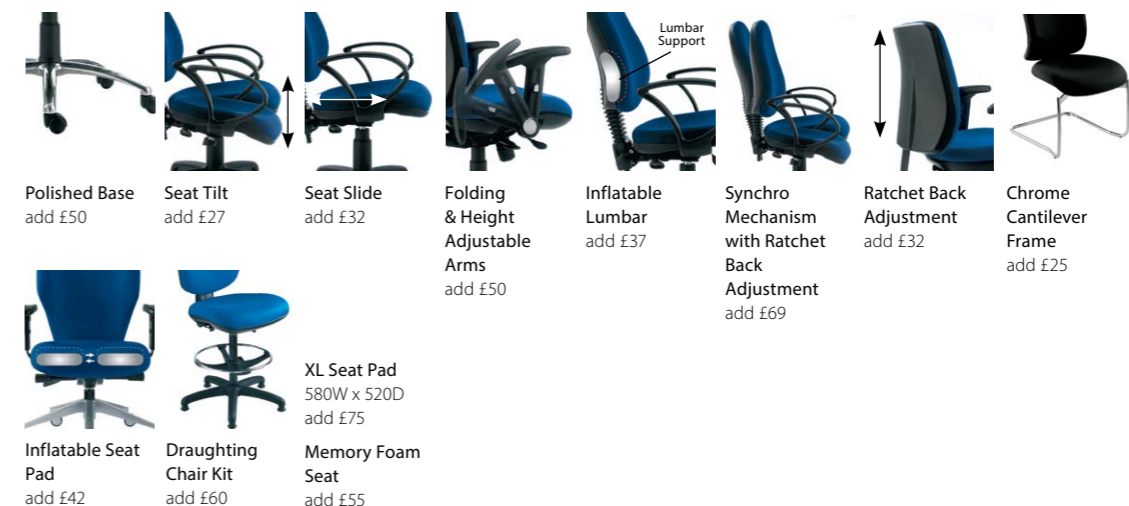 Lumbar
Support
Polished Base
add £50
Seat Tilt
add £27
Seat Slide
add £32
Folding
& Height
Adjustable
Arms
add £50
Inflatable
Lumbar
add £37
Synchro
Mechanism
with Ratchet
Back
Adjustment
add £69
Ratchet Back
Adjustment
add £32
Chrome
Cantilever
Frame
add £25
Inflatable Seat
Pad
add £42
Draughting
Chair Kit
add £60
XL Seat Pad
580W x 520D
add £75
Memory Foam
Seat
add £55